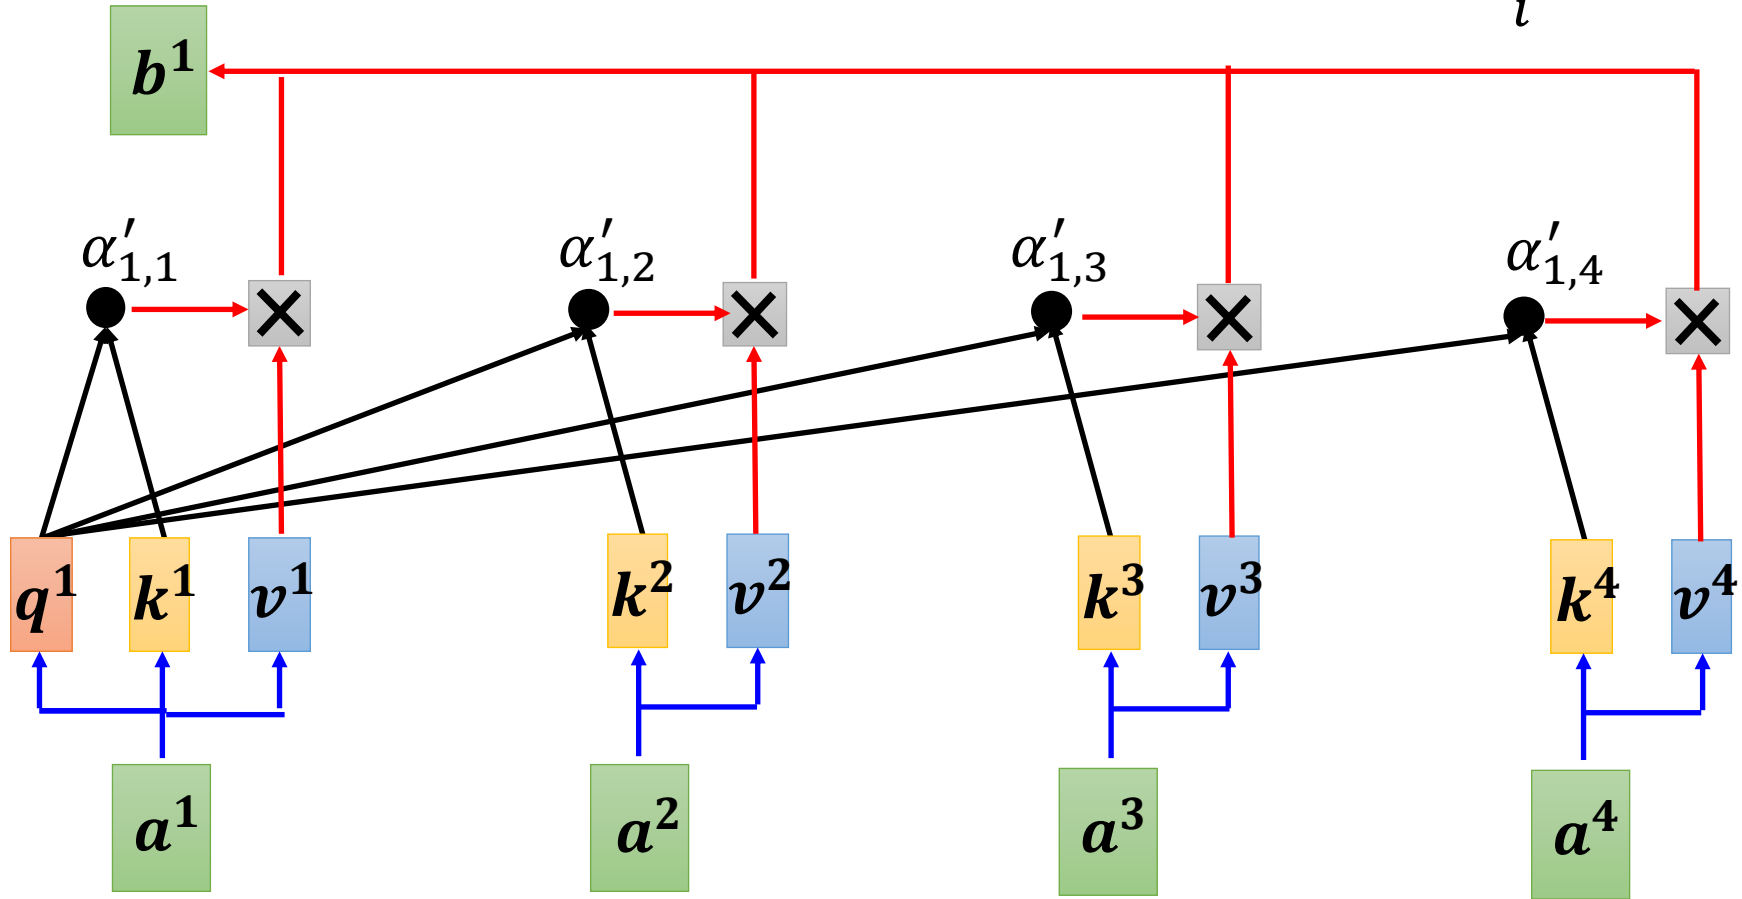 i
b¹
α′₁,₁ α′₁,₂ α′₁,₃ α′₁,₄
q¹ k¹ v¹ k² v² k³ v³ k⁴ v⁴
a¹ a² a³ a⁴